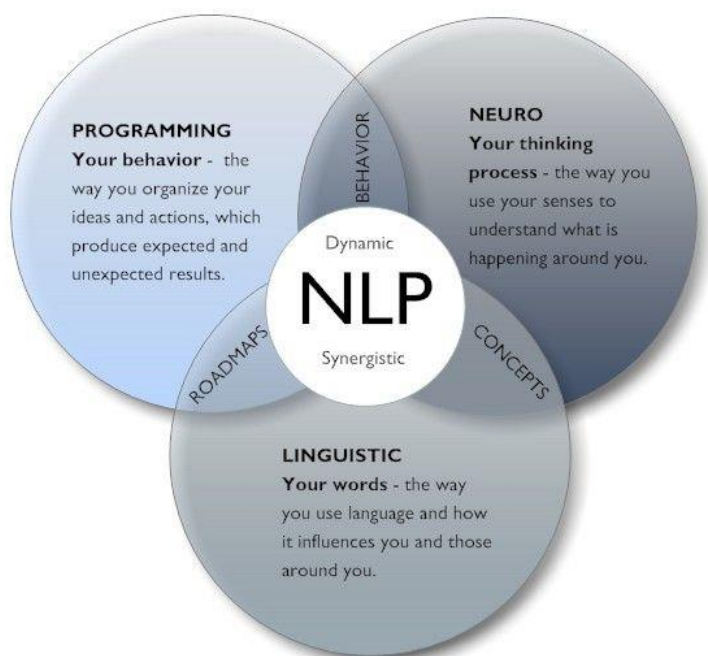 PROGRAMMING
Your behavior - the
way you organize your
ideas and actions, which
produce expected and
unexpected results.
BEHAVIOR
NEURO
Your thinking
process - the way you
use your senses to
understand what is
happening around you.
Dynamic
NLP
Synergistic
ROADMAPS
CONCEPTS
LINGUISTIC
Your words - the way
you use language and how
it influences you and those
around you.